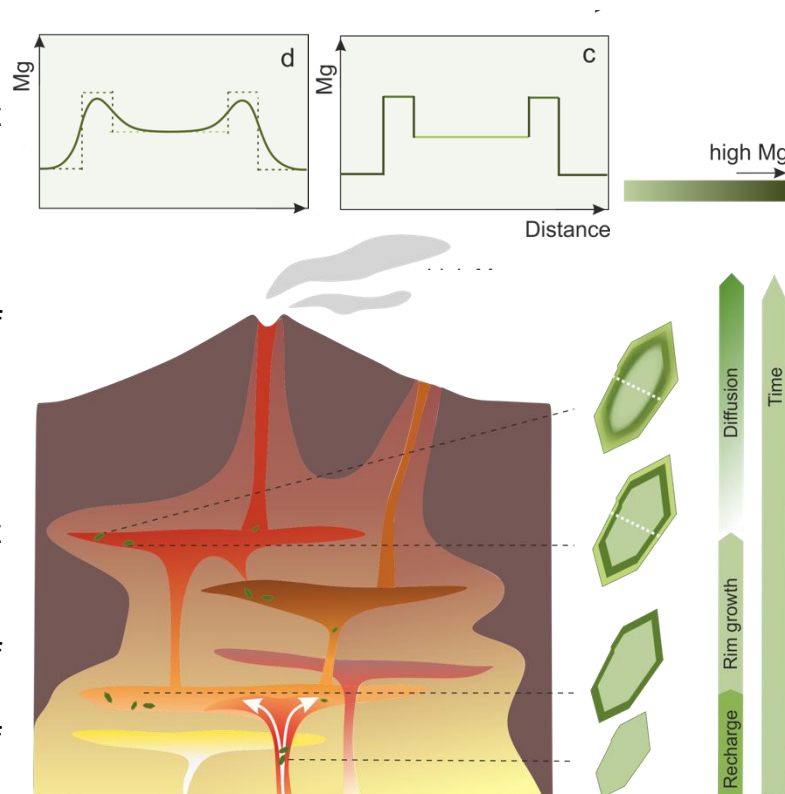 Mg
d
Mg
c
high Mg
Distance
Diffusion
Time
Rim growth
Recharge